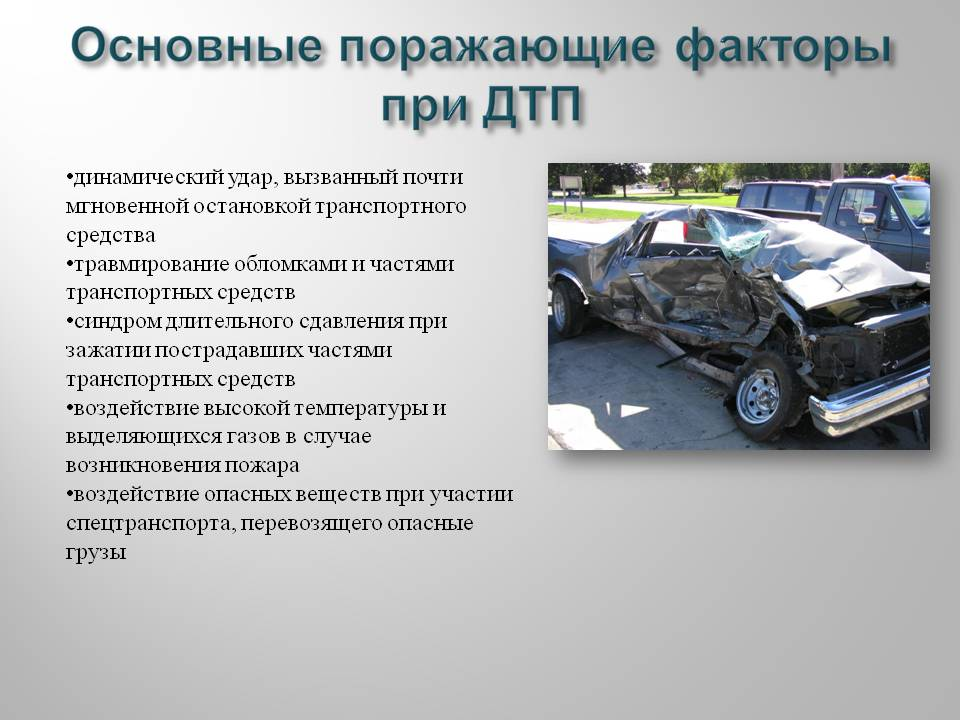 Основные поражающие факторы
при ДТП
•динамический удар, вызванный почти
мгновенной остановкой транспортного
средства
•травмирование обломками и частями
транспортных средств
•синдром длительного сдавления при
зажатии пострадавших частями
транспортных средств
•воздействие высокой температуры и
выделяющихся газов в случае
возникновения пожара
•воздействие опасных веществ при участии
спецтранспорта, перевозящего опасные
грузы